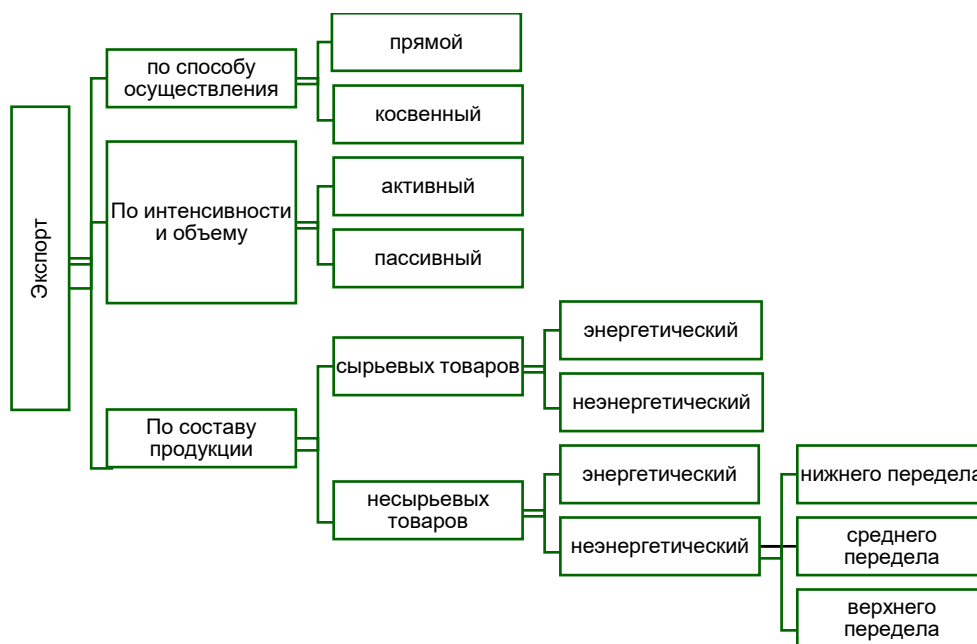 Экспорт
по способу
осуществления
прямой
косвенный
По интенсивности
и объему
активный
пассивный
По составу
продукции
сырьевых товаров
энергетический
неэнергетический
несырьевых
товаров
энергетический
неэнергетический
нижнего передела
среднего
передела
верхнего
передела